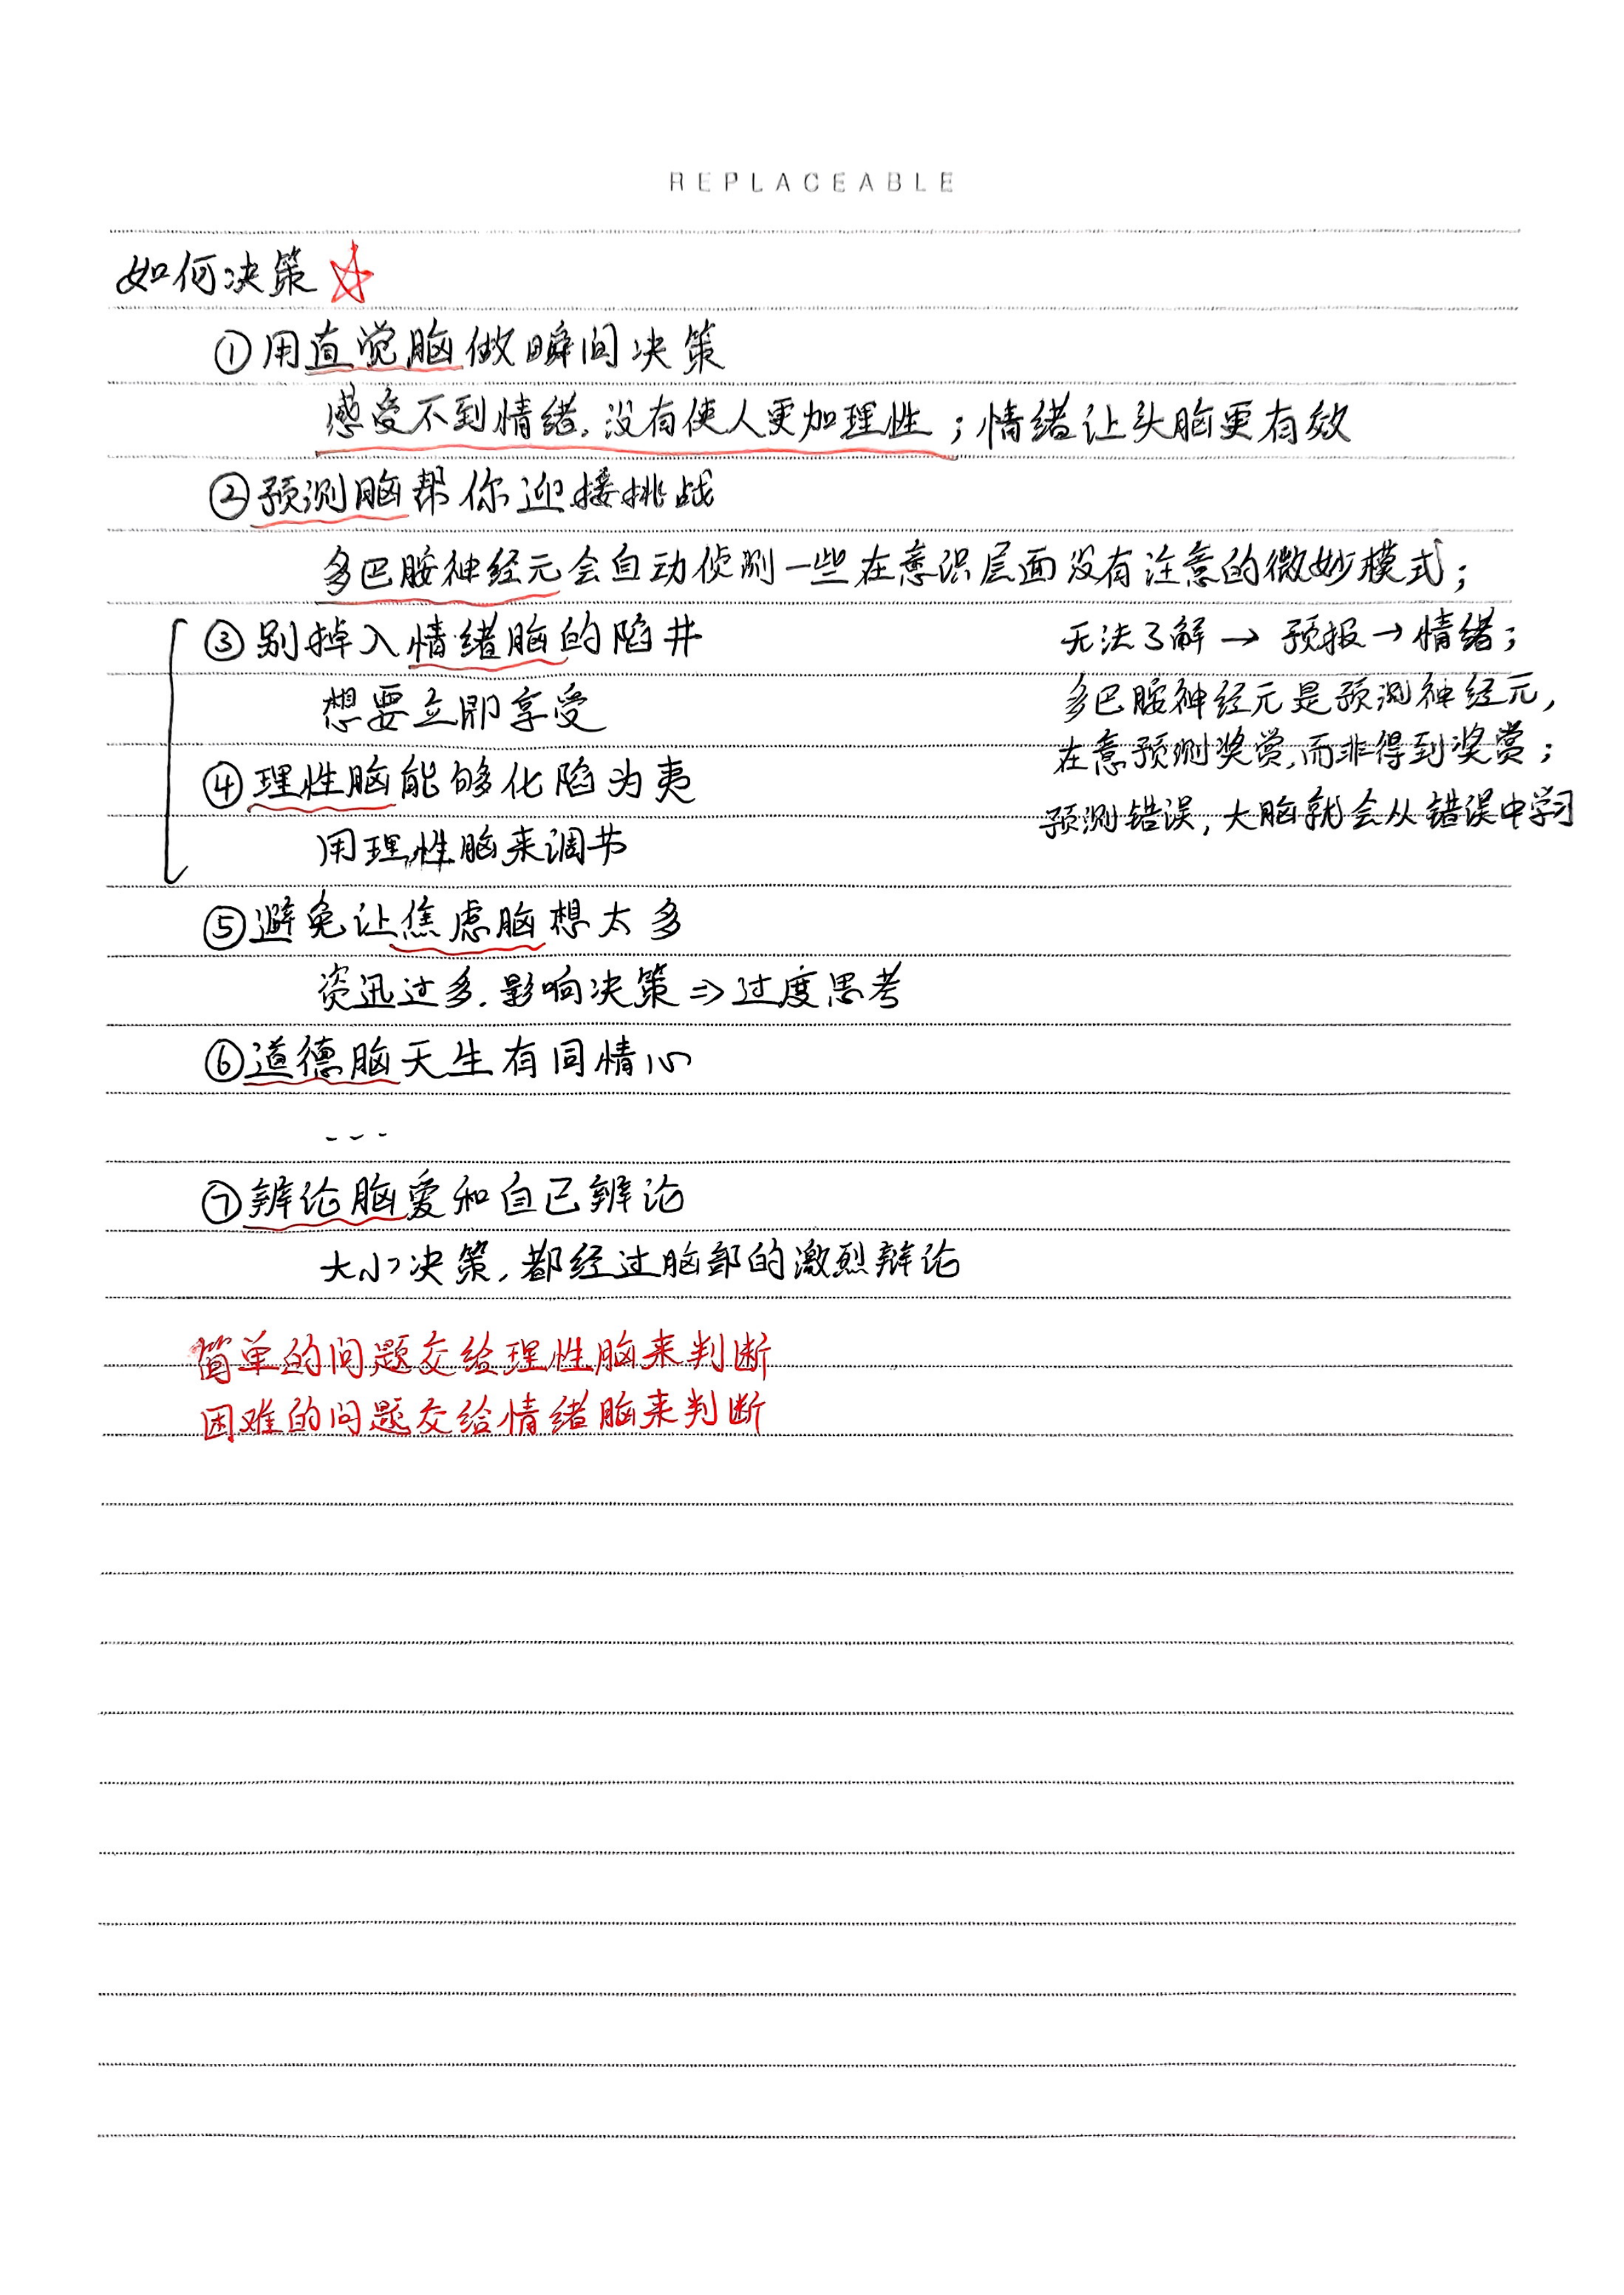 REPLACEABLE
如何决策
①用直觉脑做瞬间决策
感受不到情绪,没有使人更加理性;情绪让头脑更有效
②预测脑帮你迎接挑战
多巴胺神经元会自动侦测一些在意识层面没有注意的微妙模式;
无法了解→预报→情绪;
多巴胺神经元是预测神经元,
在意预测奖赏,而非得到奖赏;
预测错误,大脑就会从错误中学习
③别掉入情绪脑的陷井
想要立即享受
④理性脑能够化陷为夷
用理性脑来调节
⑤避免让焦虑脑想太多
资迅过多.影响决策⇒过度思考
⑥道德脑天生有同情心
---
⑦辨论脑爱和自己辨论
大小决策,都经过脑部的激烈辩论
简单的问题交给理性脑来判断
困难的问题交给情绪脑来判断